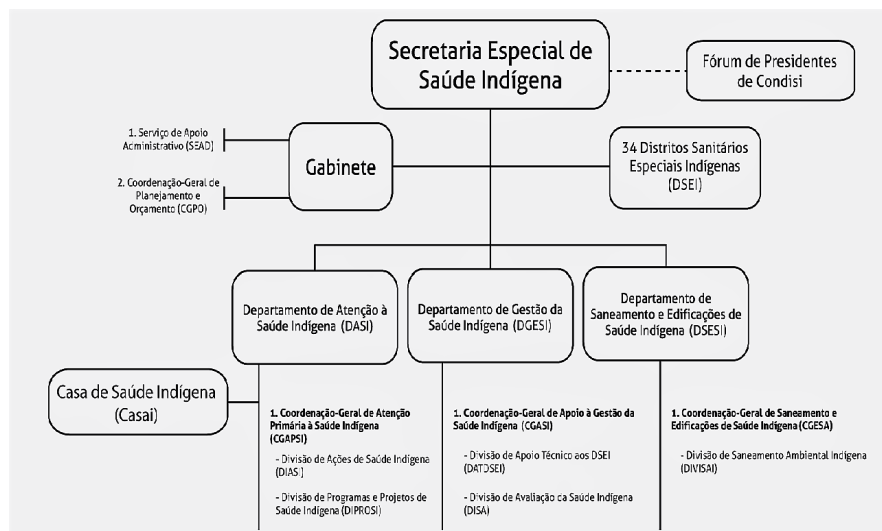 Secretaria Especial de
Saúde Indígena
Fórum de Presidentes
de Condisi
1. Serviço de Apoio
Administrativo (SEAD)
2. Coordenação-Geral de
Planejamento e
Orçamento (CGPO)
Gabinete
34 Distritos Sanitários
Especiais Indígenas
(DSEI)
Departamento de Atenção à
Saúde Indígena (DASI)
Departamento de Gestão da
Saúde Indígena (DGESI)
Departamento de
Saneamento e Edificações de
Saúde Indígena (DSESI)
Casa de Saúde Indígena
(Casai)
1. Coordenação-Geral de Atenção
Primária à Saúde Indígena
(CGAPSI)
- Divisão de Ações de Saúde Indígena
(DIASI)
- Divisão de Programas e Projetos de
Saúde Indígena (DIPROSI)
1. Coordenação-Geral de Apoio à Gestão da
Saúde Indígena (CGASI)
- Divisão de Apoio Técnico aos DSEI
(DATDSEI)
- Divisão de Avaliação da Saúde Indígena
(DISA)
1. Coordenação-Geral de Saneamento e
Edificações de Saúde Indígena (CGESA)
- Divisão de Saneamento Ambiental Indígena
(DIVISAI)